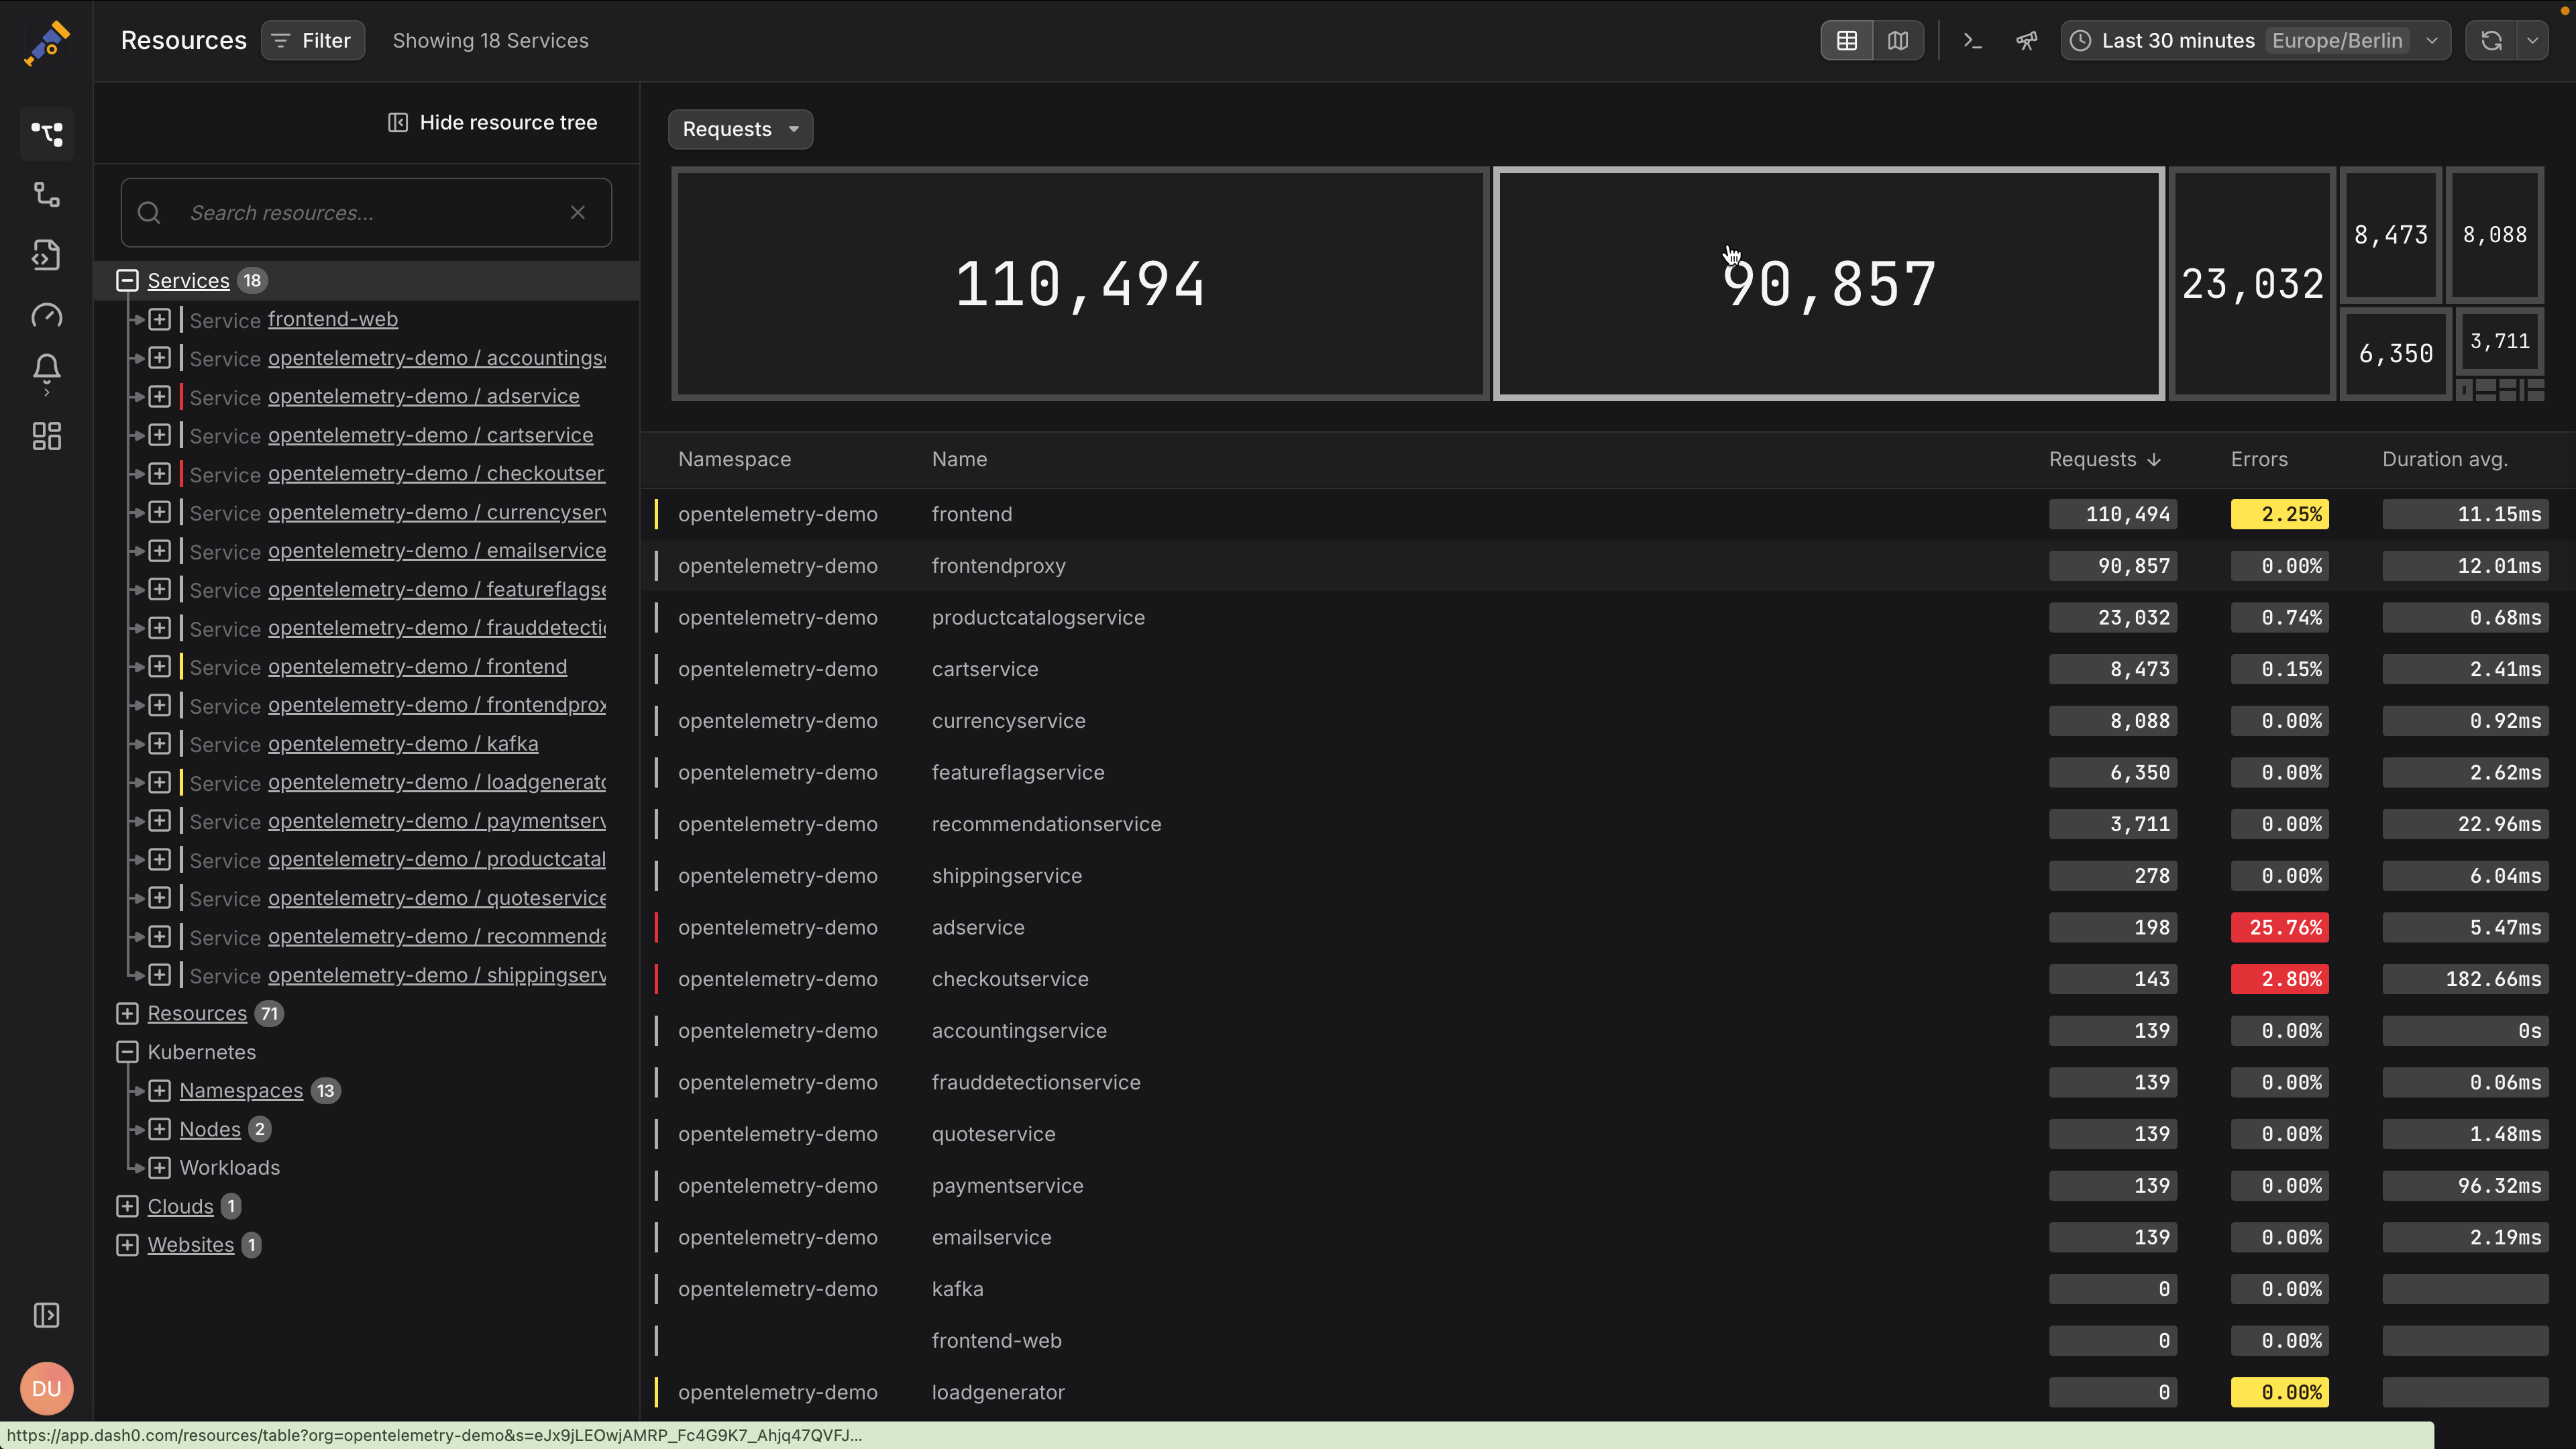 Resources
Filter
Showing 18 Services
Last 30 minutes Europe/Berlin
Hide resource tree
Search resources...
Services 18
Service frontend-web
Service opentelemetry-demo / accountings
Service opentelemetry-demo / adservice
Service opentelemetry-demo / cartservice
Service opentelemetry-demo / checkoutser
Service opentelemetry-demo / currencyserv
Service opentelemetry-demo / emailservice
Service opentelemetry-demo / featureflagse
Service opentelemetry-demo / frauddetecti
Service opentelemetry-demo / frontend
Service opentelemetry-demo / frontendprox
Service opentelemetry-demo / kafka
Service opentelemetry-demo / loadgenerato
Service opentelemetry-demo / paymentserv
Service opentelemetry-demo / productcatal
Service opentelemetry-demo / quoteservice
Service opentelemetry-demo / recommenda
Service opentelemetry-demo / shippingserv
Resources 71
Kubernetes
Namespaces 13
Nodes 2
Workloads
Clouds 1
Websites 1
DU
Requests
110,494
90,857
23,032
8,473
8,088
6,350
3,711
Namespace Name Requests Errors Duration avg.
opentelemetry-demo frontend 110,494 2.25% 11.15ms
opentelemetry-demo frontendproxy 90,857 0.00% 12.01ms
opentelemetry-demo productcatalogservice 23,032 0.74% 0.68ms
opentelemetry-demo cartservice 8,473 0.15% 2.41ms
opentelemetry-demo currencyservice 8,088 0.00% 0.92ms
opentelemetry-demo featureflagservice 6,350 0.00% 2.62ms
opentelemetry-demo recommendationservice 3,711 0.00% 22.96ms
opentelemetry-demo shippingservice 278 0.00% 6.04ms
opentelemetry-demo adservice 198 25.76% 5.47ms
opentelemetry-demo checkoutservice 143 2.80% 182.66ms
opentelemetry-demo accountingservice 139 0.00% 0s
opentelemetry-demo frauddetectionservice 139 0.00% 0.06ms
opentelemetry-demo quoteservice 139 0.00% 1.48ms
opentelemetry-demo paymentservice 139 0.00% 96.32ms
opentelemetry-demo emailservice 139 0.00% 2.19ms
opentelemetry-demo kafka 0 0.00%
frontend-web 0 0.00%
opentelemetry-demo loadgenerator 0 0.00%
https://app.dash0.com/resources/table?org=opentelemetry-demo&s=eJx9jLEOwjAMRP_Fc4G9K7_Ahjq47QVFJ...